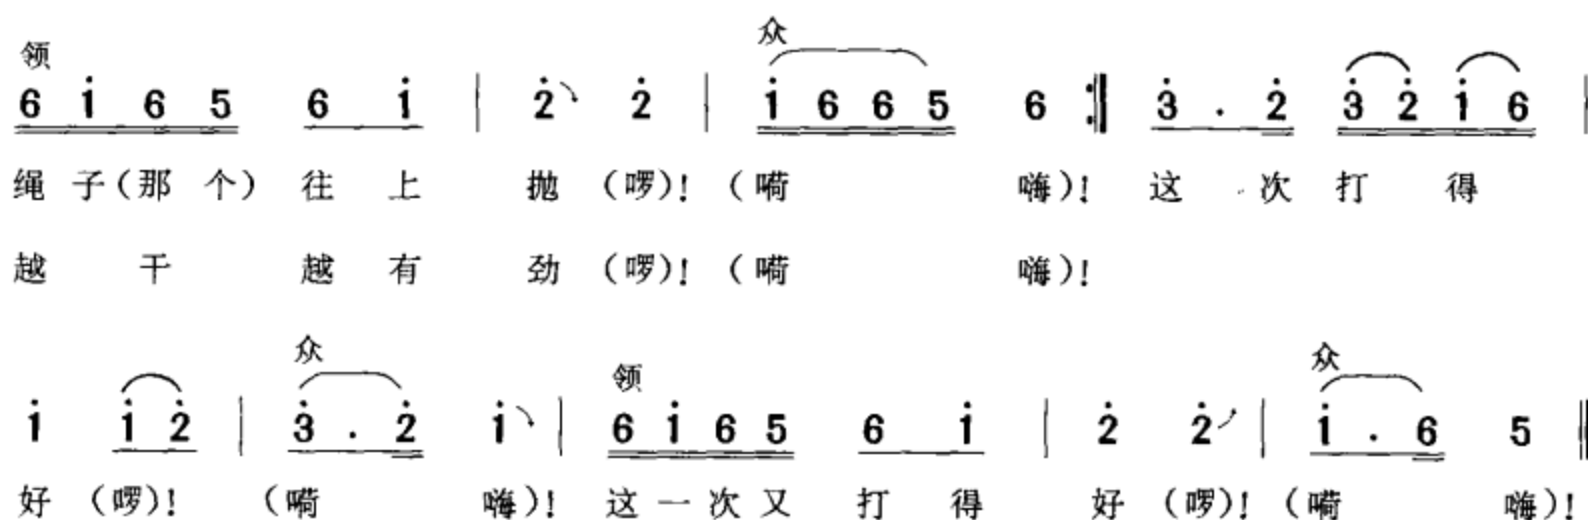 领 众
6 i 6 5 6 i | 2 2 | i 6 6 5 6 :‖ 3 . 2 3 2 i 6 |
绳 子(那 个) 往 上 抛 (啰)! (嗬 嗨)! 这 次 打 得
越 干 越 有 劲 (啰)! (嗬 嗨)!
众 领 众
i i 2 | 3 . 2 i | 6 i 6 5 6 i | 2 2 | i . 6 5 ‖
好 (啰)! (嗬 嗨)! 这 一 次 又 打 得 好 (啰)! (嗬 嗨)!